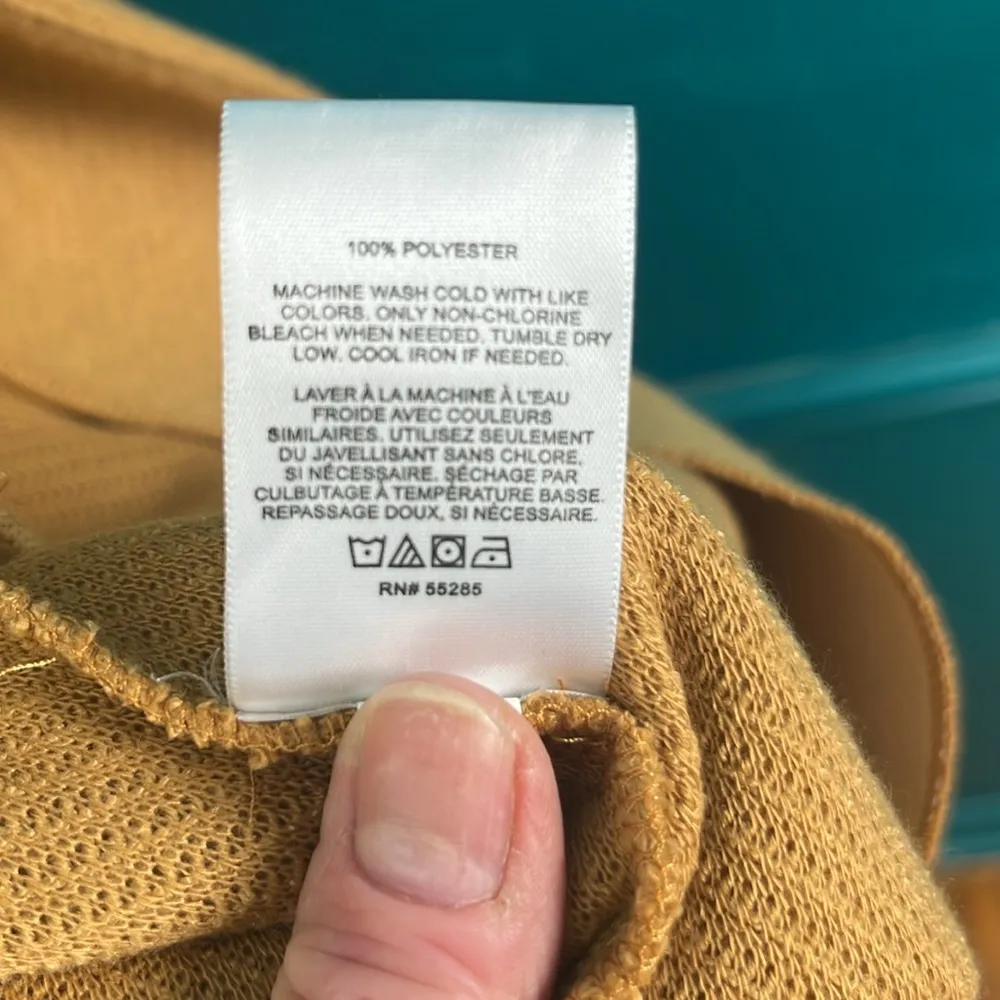 100% POLYESTER
MACHINE WASH COLD WITH LIKE
COLORS. ONLY NON-CHLORINE
BLEACH WHEN NEEDED. TUMBLE DRY
LOW. COOL IRON IF NEEDED.
LAVER À LA MACHINE À L'EAU
FROIDE AVEC COULEURS
SIMILAIRES. UTILISEZ SEULEMENT
DU JAVELLISANT SANS CHLORE,
SI NÉCESSAIRE. SÉCHAGE PAR
CULBUTAGE À TEMPÉRATURE BASSE.
REPASSAGE DOUX, SI NÉCESSAIRE.
RN# 55285